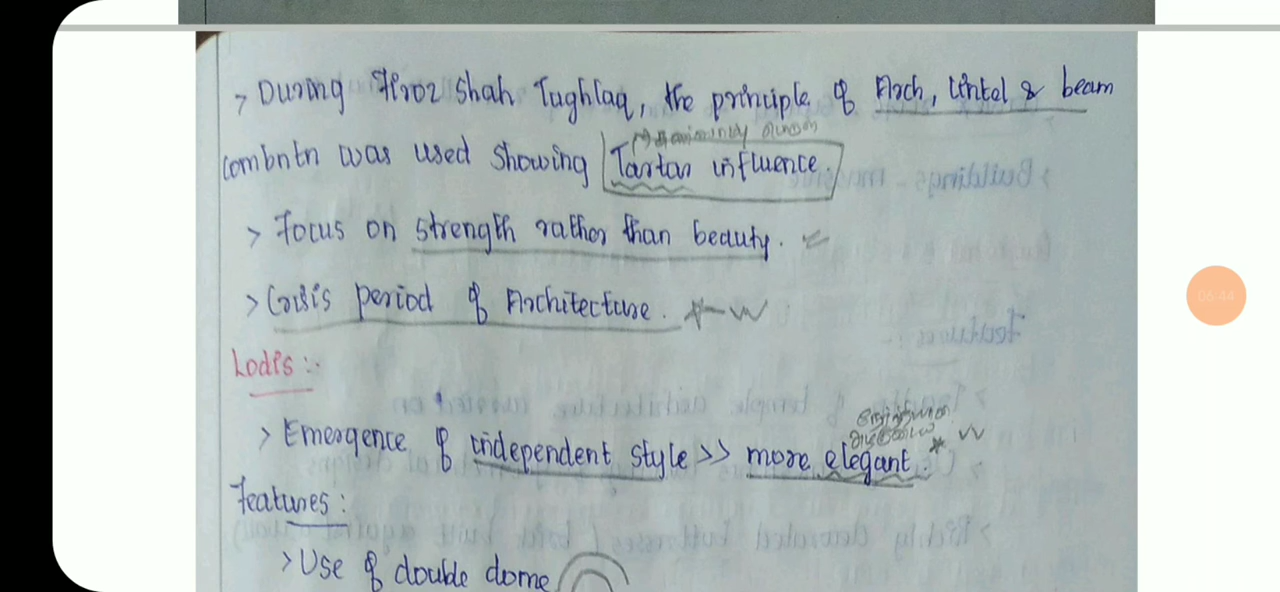 > During Firoz Shah Tughlaq, the principle of Arch, lintel & beam
combntn was used showing Tartar influence.
> Focus on strength rather than beauty.
> Crisis period of Architecture.
Lodis :-
> Emergence of independent style >> more elegant.
நேர்த்தியான
Features :
> Use of double dome
06:44